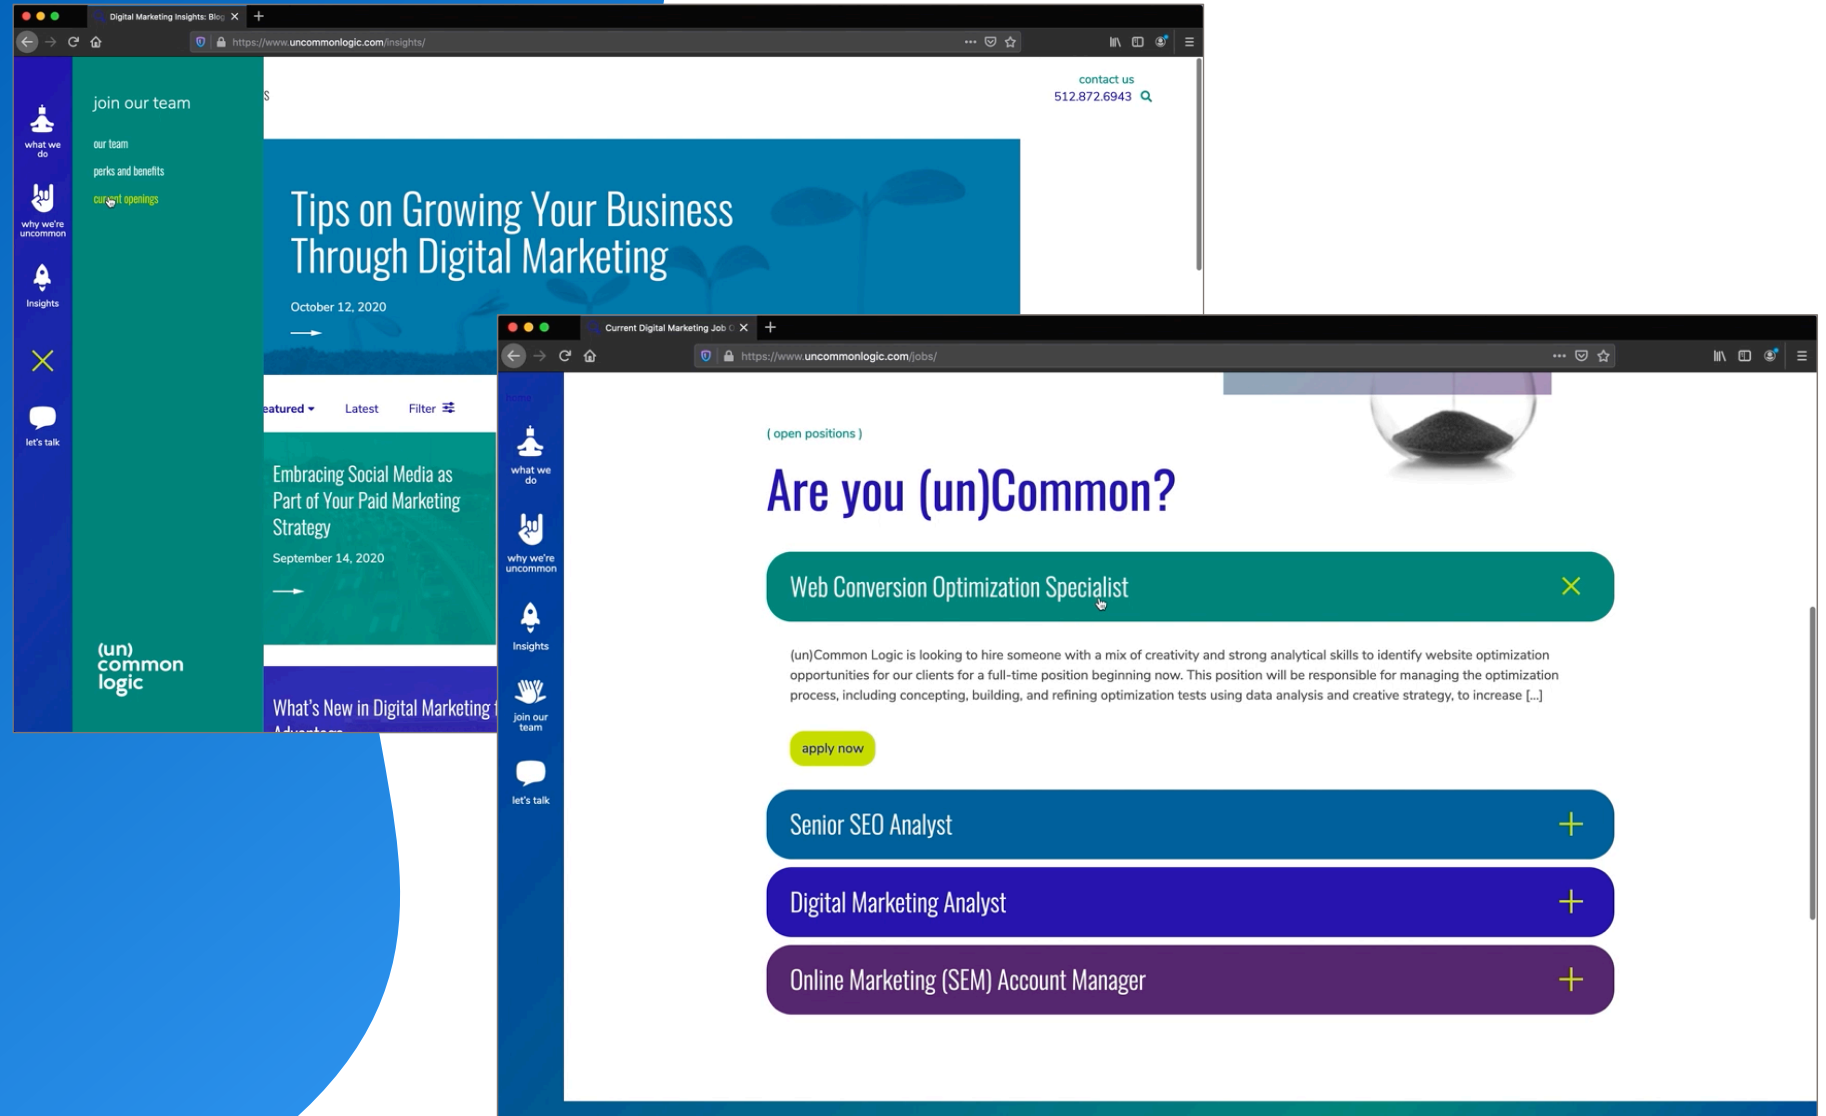 Digital Marketing Insights: Blog
https://www.uncommonlogic.com/insights/
what we
do
why we're
uncommon
Insights
let's talk
join our team
our team
perks and benefits
current openings
(un)
common
logic
s
contact us
512.872.6943
Tips on Growing Your Business
Through Digital Marketing
October 12, 2020
eatured
Latest
Filter
Embracing Social Media as
Part of Your Paid Marketing
Strategy
September 14, 2020
What's New in Digital Marketing
Advantage
Current Digital Marketing Job
https://www.uncommonlogic.com/jobs/
home
what we
do
why we're
uncommon
Insights
join our
team
let's talk
( open positions )
Are you (un)Common?
Web Conversion Optimization Specialist
(un)Common Logic is looking to hire someone with a mix of creativity and strong analytical skills to identify website optimization
opportunities for our clients for a full-time position beginning now. This position will be responsible for managing the optimization
process, including concepting, building, and refining optimization tests using data analysis and creative strategy, to increase [...]
apply now
Senior SEO Analyst
Digital Marketing Analyst
Online Marketing (SEM) Account Manager